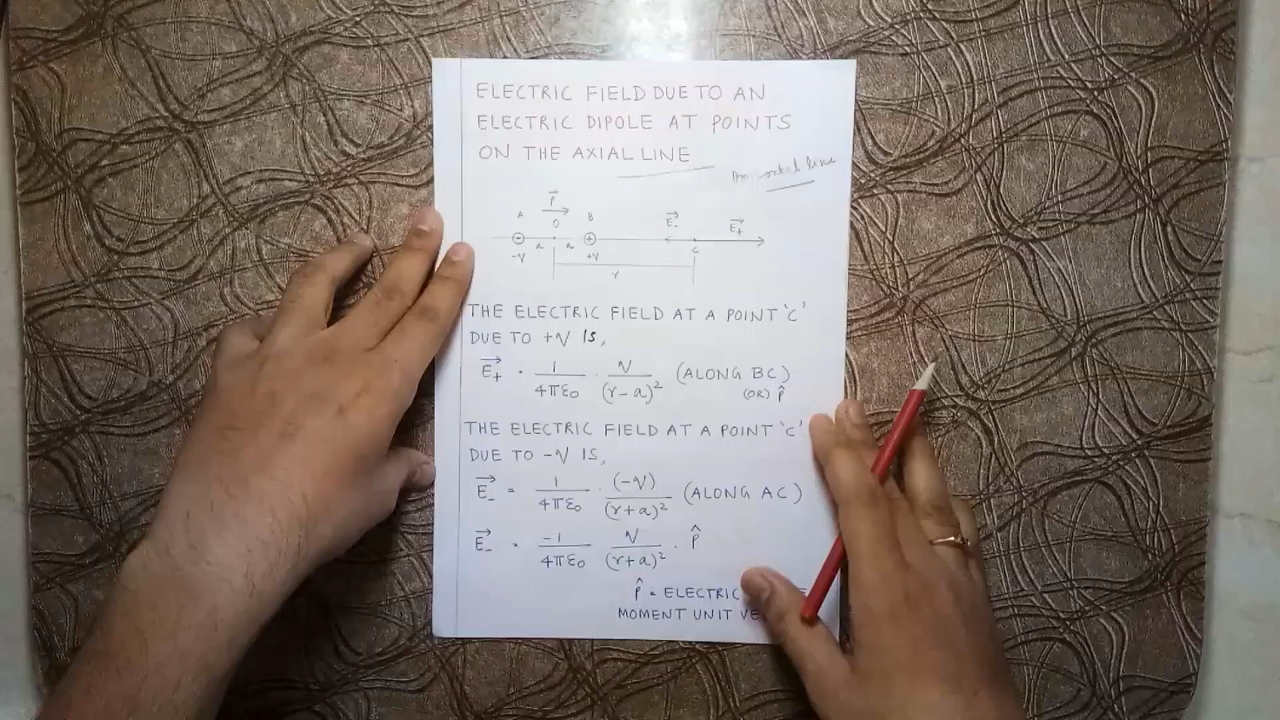 ELECTRIC FIELD DUE TO AN
ELECTRIC DIPOLE AT POINTS
ON THE AXIAL LINE
Horizontal line
→P
A O B →E₋ →E₊
⊖ a a ⊕ C
-q +q
r
THE ELECTRIC FIELD AT A POINT 'C'
DUE TO +q IS,
→E₊ = 1/4πε₀ · q/(r-a)² (ALONG BC)
(OR) P̂
THE ELECTRIC FIELD AT A POINT 'C'
DUE TO -q IS,
→E₋ = 1/4πε₀ · (-q)/(r+a)² (ALONG AC)
→E₋ = -1/4πε₀ q/(r+a)² · P̂
P̂ = ELECTRIC
MOMENT UNIT